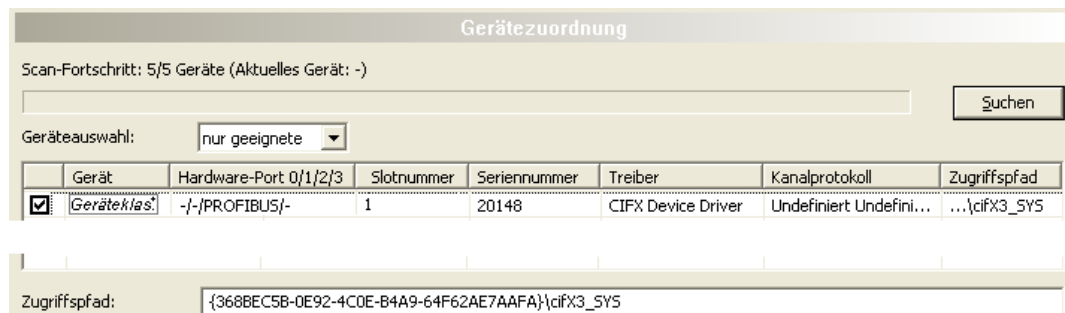 Gerätezuordnung
Scan-Fortschritt: 5/5 Geräte (Aktuelles Gerät: -)
Suchen
Geräteauswahl: nur geeignete
Gerät Hardware-Port 0/1/2/3 Slotnummer Seriennummer Treiber Kanalprotokoll Zugriffspfad
Geräteklas: -/-/PROFIBUS/- 1 20148 CIFX Device Driver Undefiniert Undefini... ...\cifX3_SYS
Zugriffspfad: {368BEC5B-0E92-4C0E-B4A9-64F62AE7AAFA}\cifX3_SYS